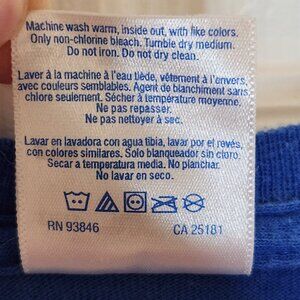 Machine wash warm, inside out, with like colors.
Only non-chlorine bleach. Tumble dry medium.
Do not iron. Do not dry clean.
Laver à la machine à l'eau tiède, vêtement à l'envers,
avec couleurs semblables. Agent de blanchiment sans
chlore seulement. Sécher à température moyenne.
Ne pas repasser.
Ne pas nettoyer à sec.
Lavar en lavadora con agua tibia, lavar por el revés,
con colores similares. Solo blanqueador sin cloro.
Secar a temperatura media. No planchar.
No lavar en seco.
RN 93846 CA 25181